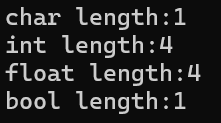 char length:1
int length:4
float length:4
bool length:1